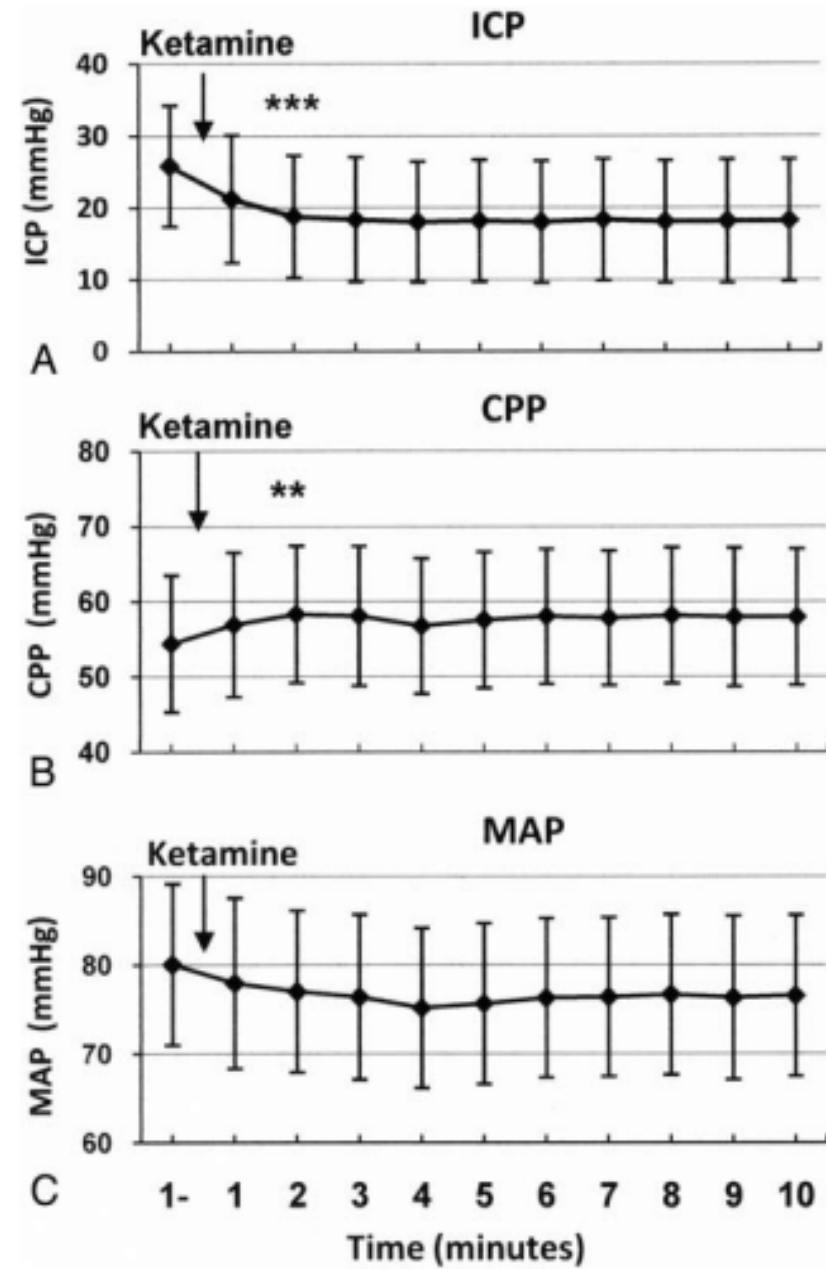 ICP
Ketamine
***
40
30
20
10
0
ICP (mmHg)
A
CPP
Ketamine
**
80
70
60
50
40
CPP (mmHg)
B
MAP
Ketamine
90
80
70
60
MAP (mmHg)
C
1- 1 2 3 4 5 6 7 8 9 10
Time (minutes)